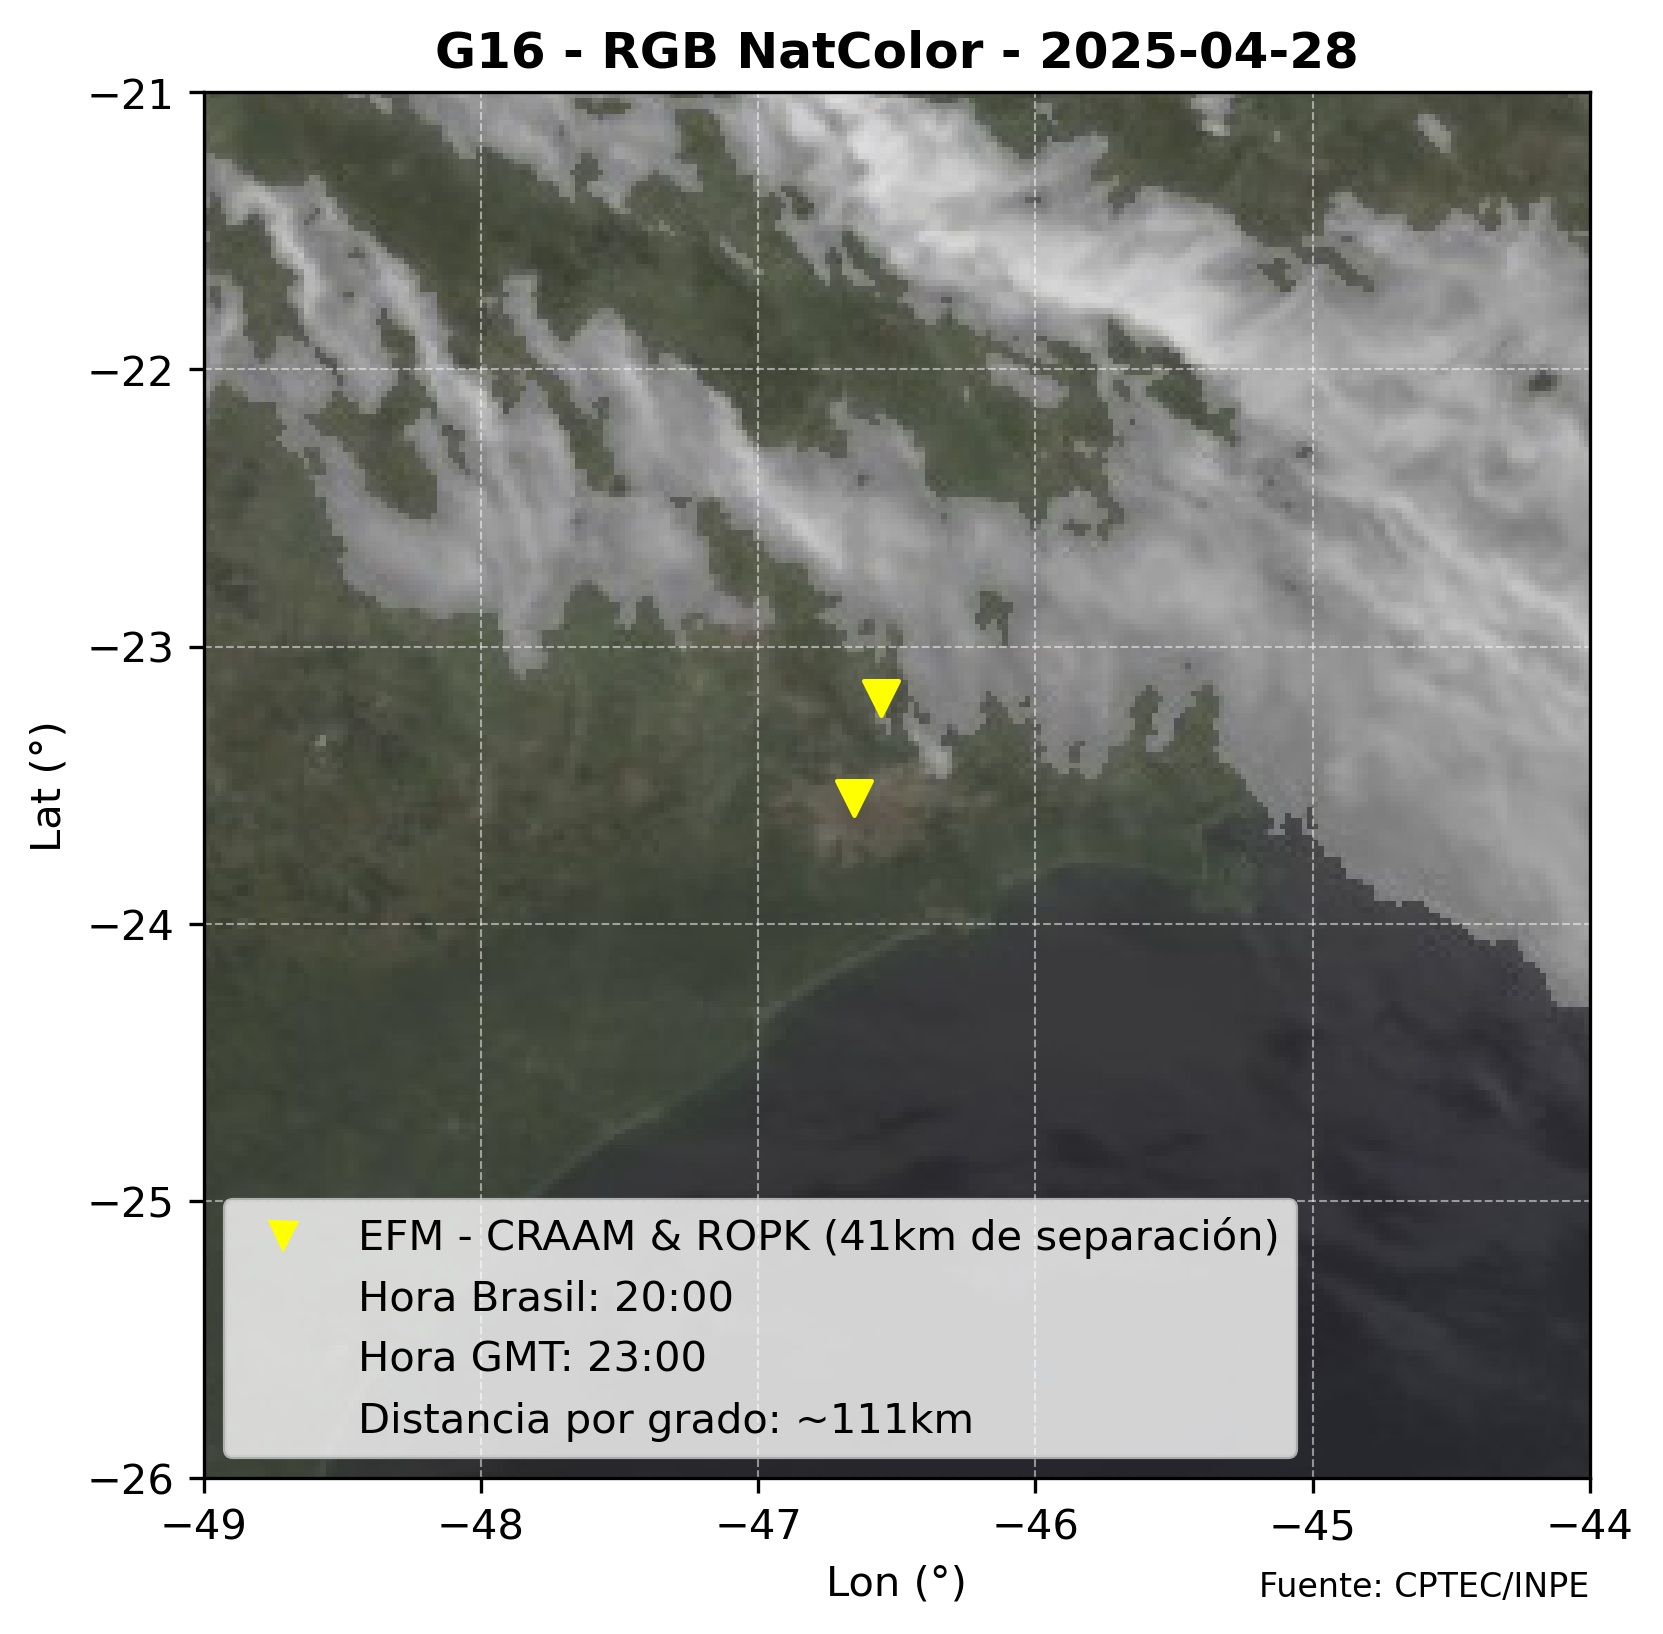 G16 - RGB NatColor - 2025-04-28
−21
−22
−23
−24
−25
−26
Lat (°)
EFM - CRAAM & ROPK (41km de separación)
Hora Brasil: 20:00
Hora GMT: 23:00
Distancia por grado: ~111km
−49 −48 −47 −46 −45 −44
Lon (°)
Fuente: CPTEC/INPE